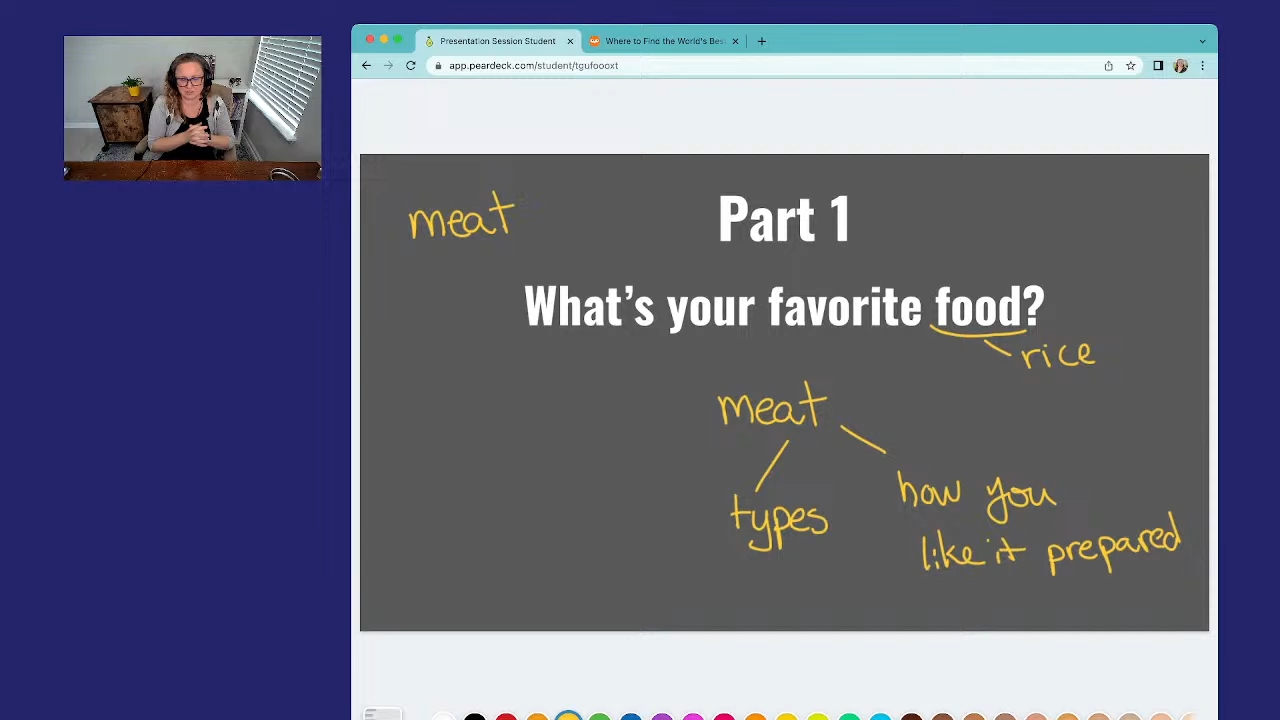 Presentation Session Student
Where to Find the World's Bes
app.peardeck.com/student/tgufoooxt
meat
Part 1
What's your favorite food?
rice
meat
types
how you
like it prepared